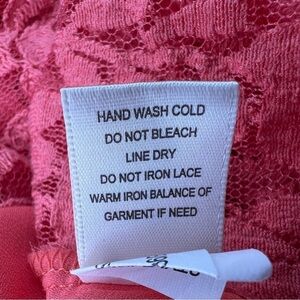 HAND WASH COLD
DO NOT BLEACH
LINE DRY
DO NOT IRON LACE
WARM IRON BALANCE OF
GARMENT IF NEED